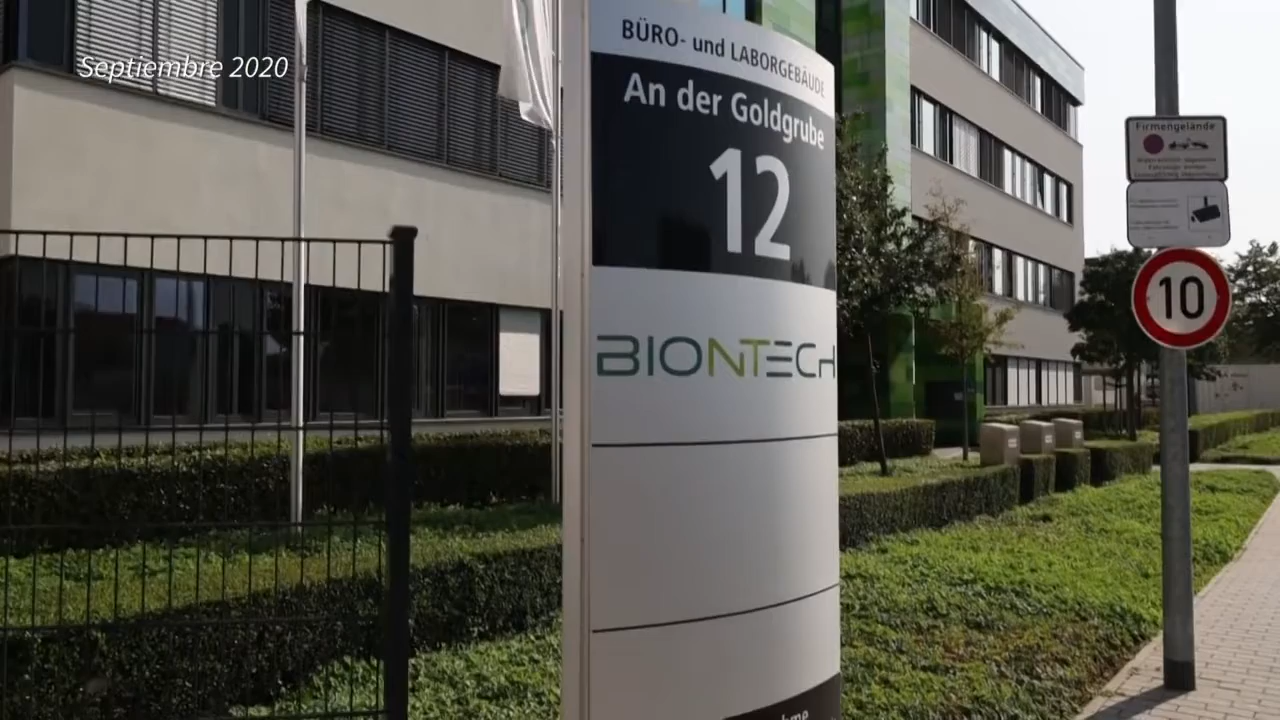 Septiembre 2020
BÜRO- und LABORGEBÄUDE
An der Goldgrube
12
BIONTECH
Firmengelände
10